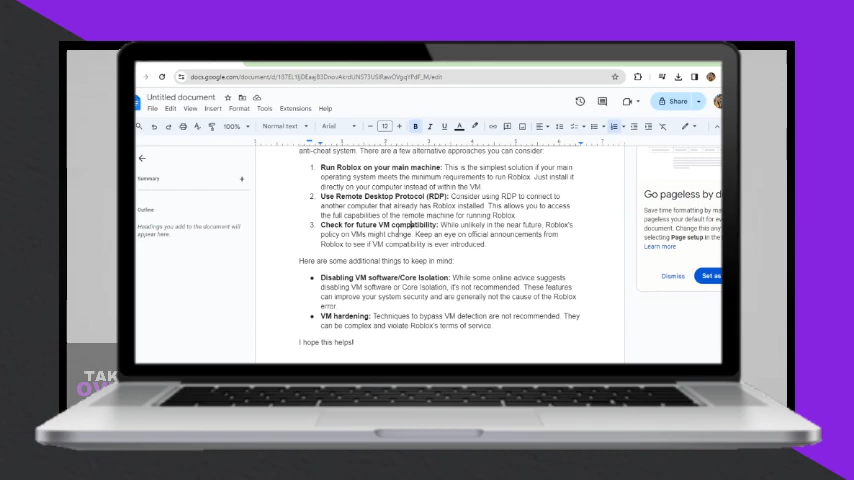 Untitled document
File Edit View Insert Format Tools Extensions Help
Share
100%
Normal text
Arial
12
B I U A
Summary
Outline
Headings you add to the document will
appear here.
anti-cheat system. There are a few alternative approaches you can consider:
1. Run Roblox on your main machine: This is the simplest solution if your main
operating system meets the minimum requirements to run Roblox. Just install it
directly on your computer instead of within the VM.
2. Use Remote Desktop Protocol (RDP): Consider using RDP to connect to
another computer that already has Roblox installed. This allows you to access
the full capabilities of the remote machine for running Roblox.
3. Check for future VM compatibility: While unlikely in the near future, Roblox's
policy on VMs might change. Keep an eye on official announcements from
Roblox to see if VM compatibility is ever introduced.
Here are some additional things to keep in mind:
• Disabling VM software/Core Isolation: While some online advice suggests
disabling VM software or Core Isolation, it's not recommended. These features
can improve your system security and are generally not the cause of the Roblox
error.
• VM hardening: Techniques to bypass VM detection are not recommended. They
can be complex and violate Roblox's terms of service.
I hope this helps!
Go pageless by d
Save time formatting by ma
document. Change this any
selecting Page setup in the
Learn more
Dismiss
Set as
TAK
OV